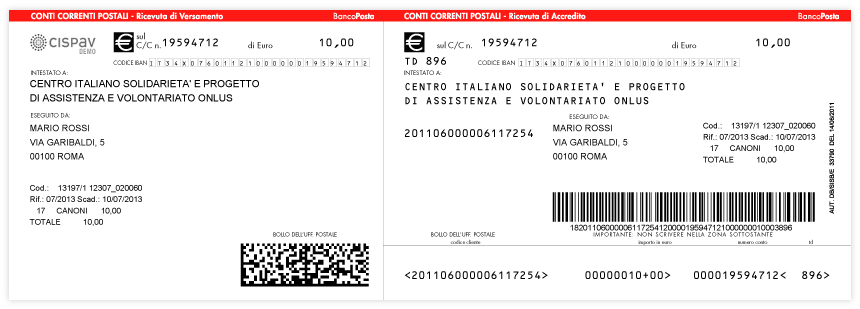 CONTI CORRENTI POSTALI - Ricevuta di Versamento BancoPosta
cispav
DEMO
€ sul
C/C n. 19594712 di Euro 10,00
CODICE IBAN IT34X0760112100000019594712
INTESTATO A:
CENTRO ITALIANO SOLIDARIETA' E PROGETTO
DI ASSISTENZA E VOLONTARIATO ONLUS
ESEGUITO DA:
MARIO ROSSI
VIA GARIBALDI, 5
00100 ROMA
Cod.: 13197/1 12307_020060
Rif.: 07/2013 Scad.: 10/07/2013
17 CANONI 10,00
TOTALE 10,00
BOLLO DELL'UFF. POSTALE
CONTI CORRENTI POSTALI - Ricevuta di Accredito BancoPosta
€ sul C/C n. 19594712 di Euro 10,00
TD 896 CODICE IBAN IT34X0760112100000019594712
INTESTATO A:
CENTRO ITALIANO SOLIDARIETA' E PROGETTO
DI ASSISTENZA E VOLONTARIATO ONLUS
201106000006117254
ESEGUITO DA:
MARIO ROSSI
VIA GARIBALDI, 5
00100 ROMA
Cod.: 13197/1 12307_020060
Rif.: 07/2013 Scad.: 10/07/2013
17 CANONI 10,00
TOTALE 10,00
AUT. DB/SISB/E 33790 DEL 14/06/2011
18201106000006117254120000195947121000000010003896
BOLLO DELL'UFF. POSTALE IMPORTANTE: NON SCRIVERE NELLA ZONA SOTTOSTANTE
codice cliente importo in euro numero conto td
<201106000006117254> 00000010+00> 000019594712< 896>